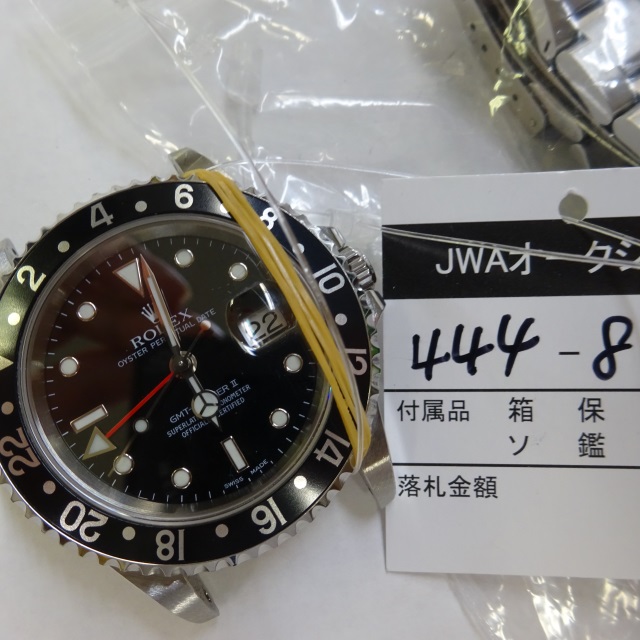 2
4
6
8
10
12
14
16
18
20
22
ROLEX
OYSTER PERPETUAL DATE
22
GMT-MASTER II
SUPERLATIVE CHRONOMETER
OFFICIALLY CERTIFIED
SWISS MADE
JWAオークシ
444-8
付属品 箱 保
ソ 鑑
落札金額